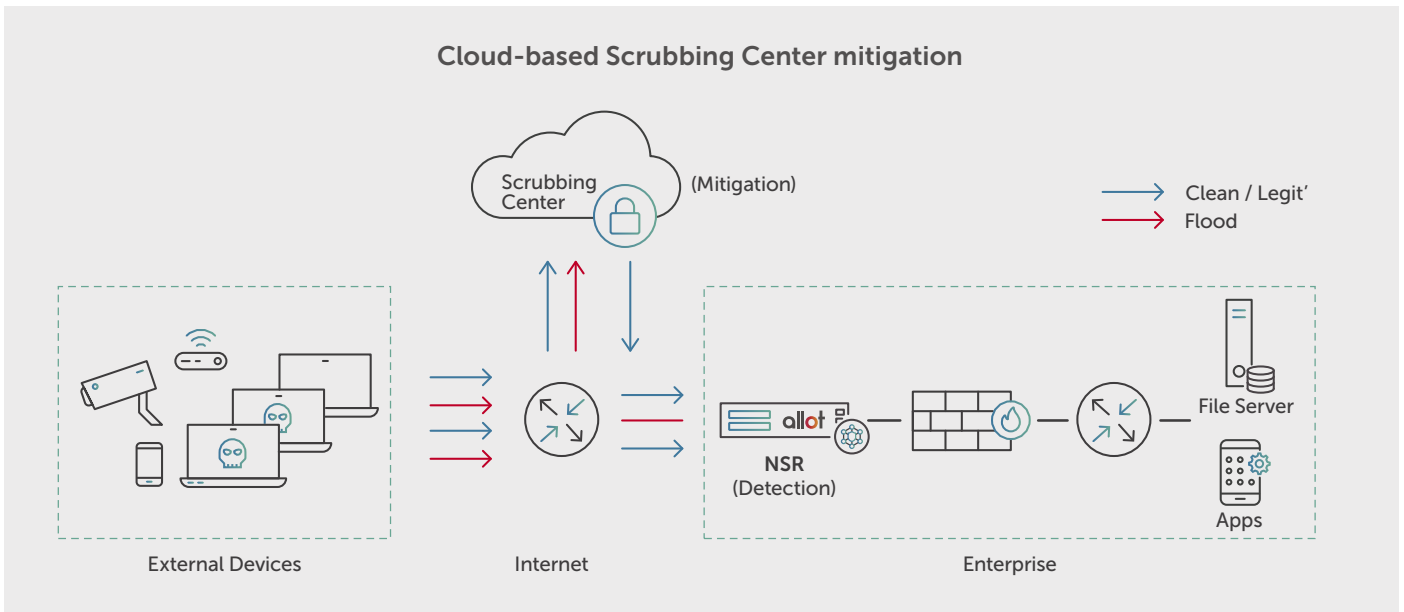 Cloud-based Scrubbing Center mitigation
Scrubbing
Center
(Mitigation)
Clean / Legit’
Flood
allot
NSR
(Detection)
File Server
Apps
External Devices
Internet
Enterprise